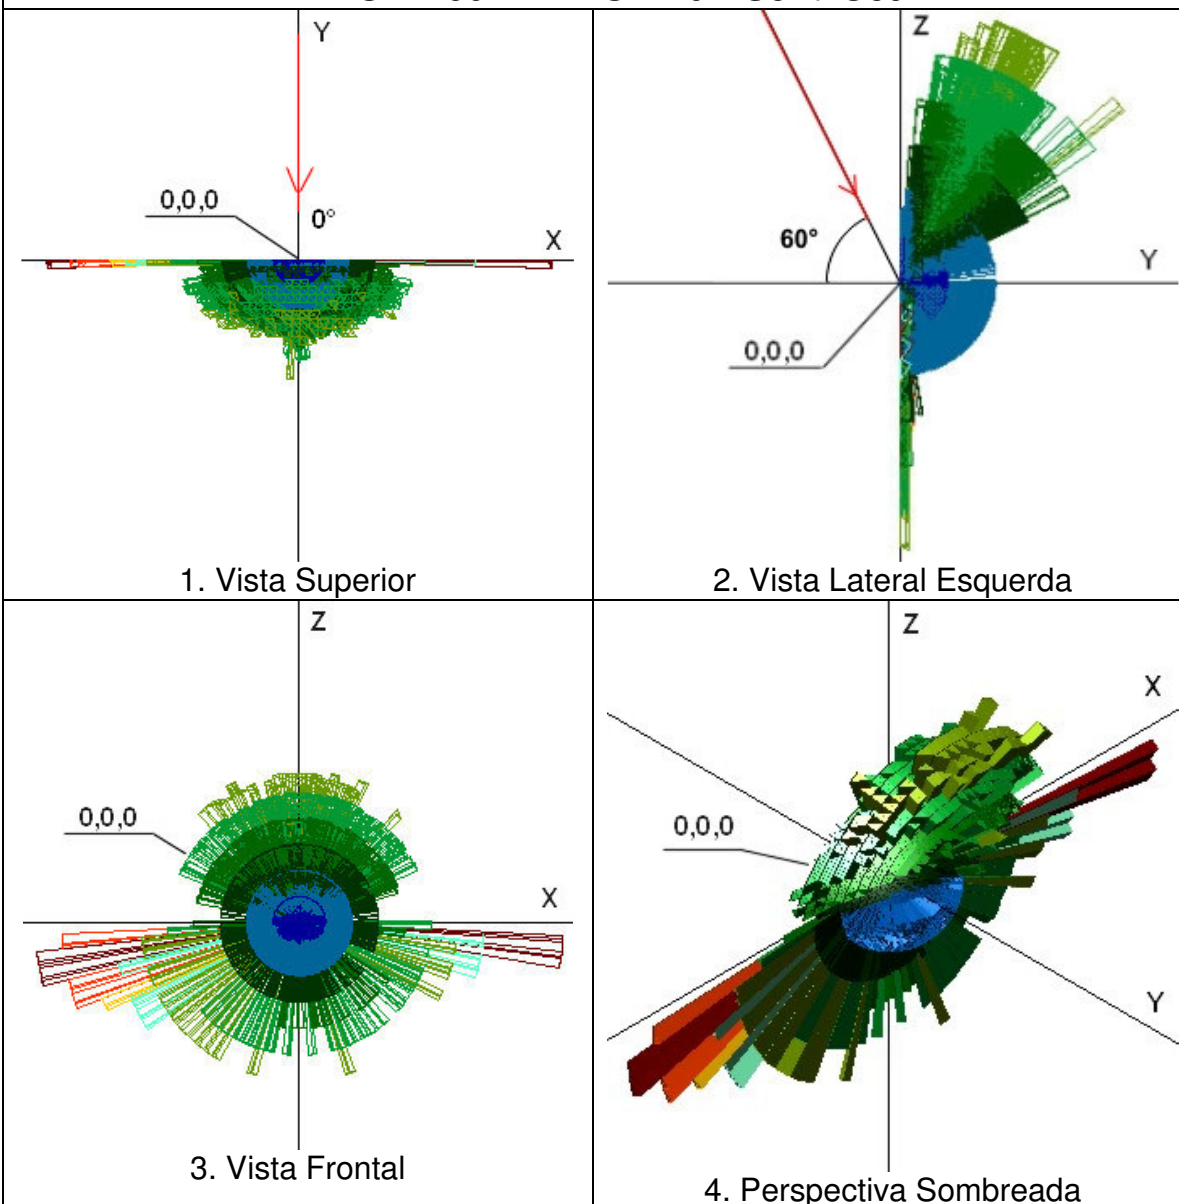 Y
0,0,0
0°
X
1. Vista Superior
Z
60°
Y
0,0,0
2. Vista Lateral Esquerda
Z
0,0,0
X
3. Vista Frontal
Z
X
0,0,0
Y
4. Perspectiva Sombreada